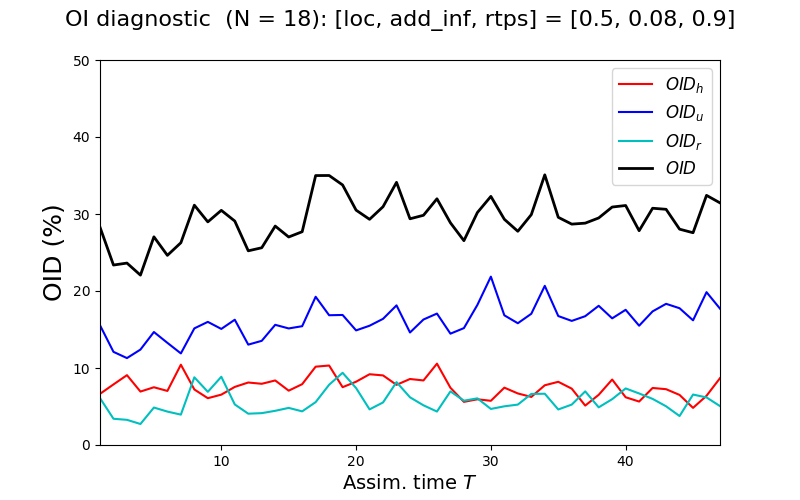 OI diagnostic (N = 18): [loc, add_inf, rtps] = [0.5, 0.08, 0.9]
OID (%)
50
40
30
20
10
0
OID_h
OID_u
OID_r
OID
10 20 30 40
Assim. time T